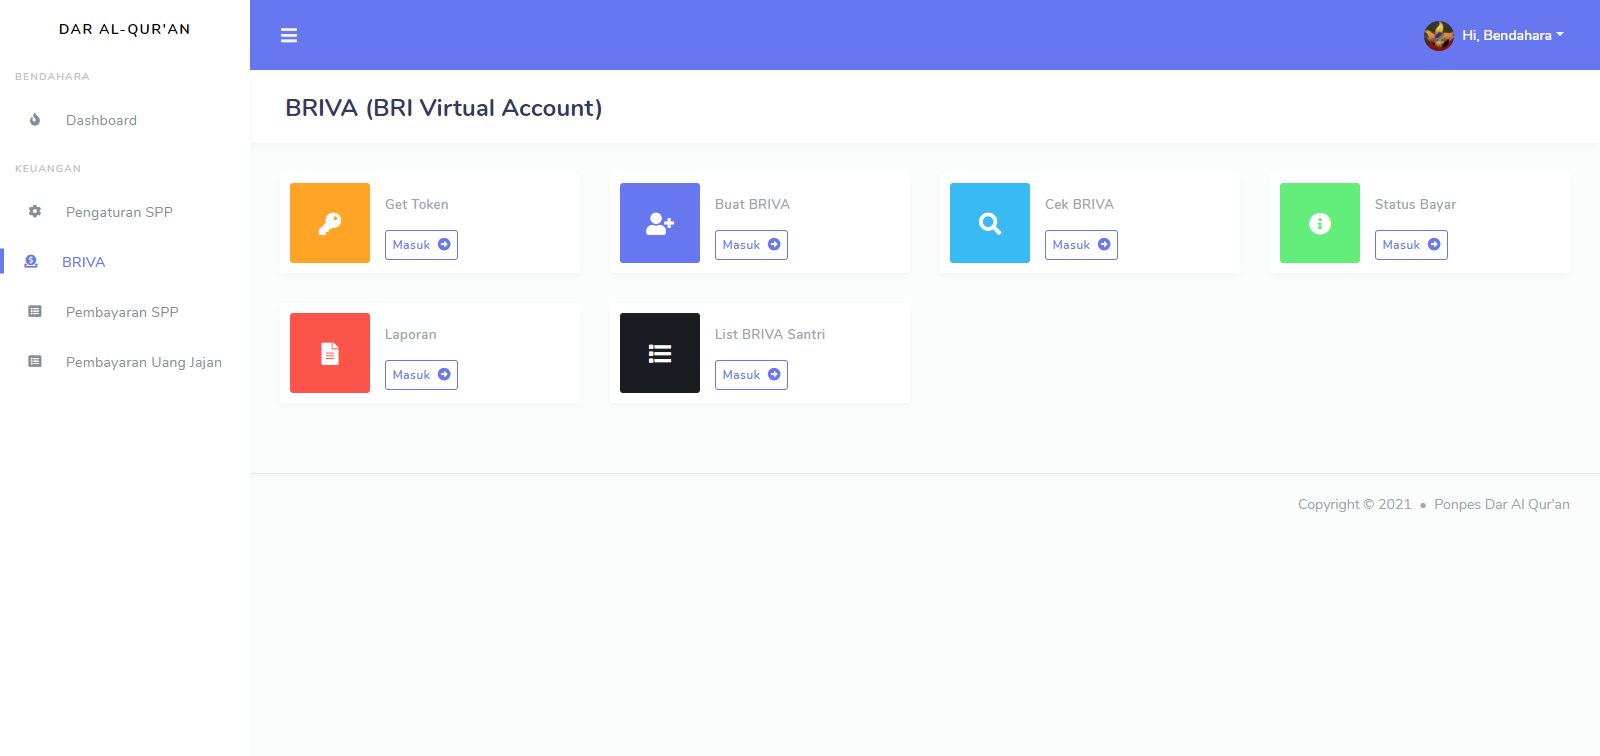 DAR AL-QUR'AN
BENDAHARA
Dashboard
KEUANGAN
Pengaturan SPP
BRIVA
Pembayaran SPP
Pembayaran Uang Jajan
Hi, Bendahara
BRIVA (BRI Virtual Account)
Get Token
Masuk
Buat BRIVA
Masuk
Cek BRIVA
Masuk
Status Bayar
Masuk
Laporan
Masuk
List BRIVA Santri
Masuk
Copyright © 2021 • Ponpes Dar Al Qur'an